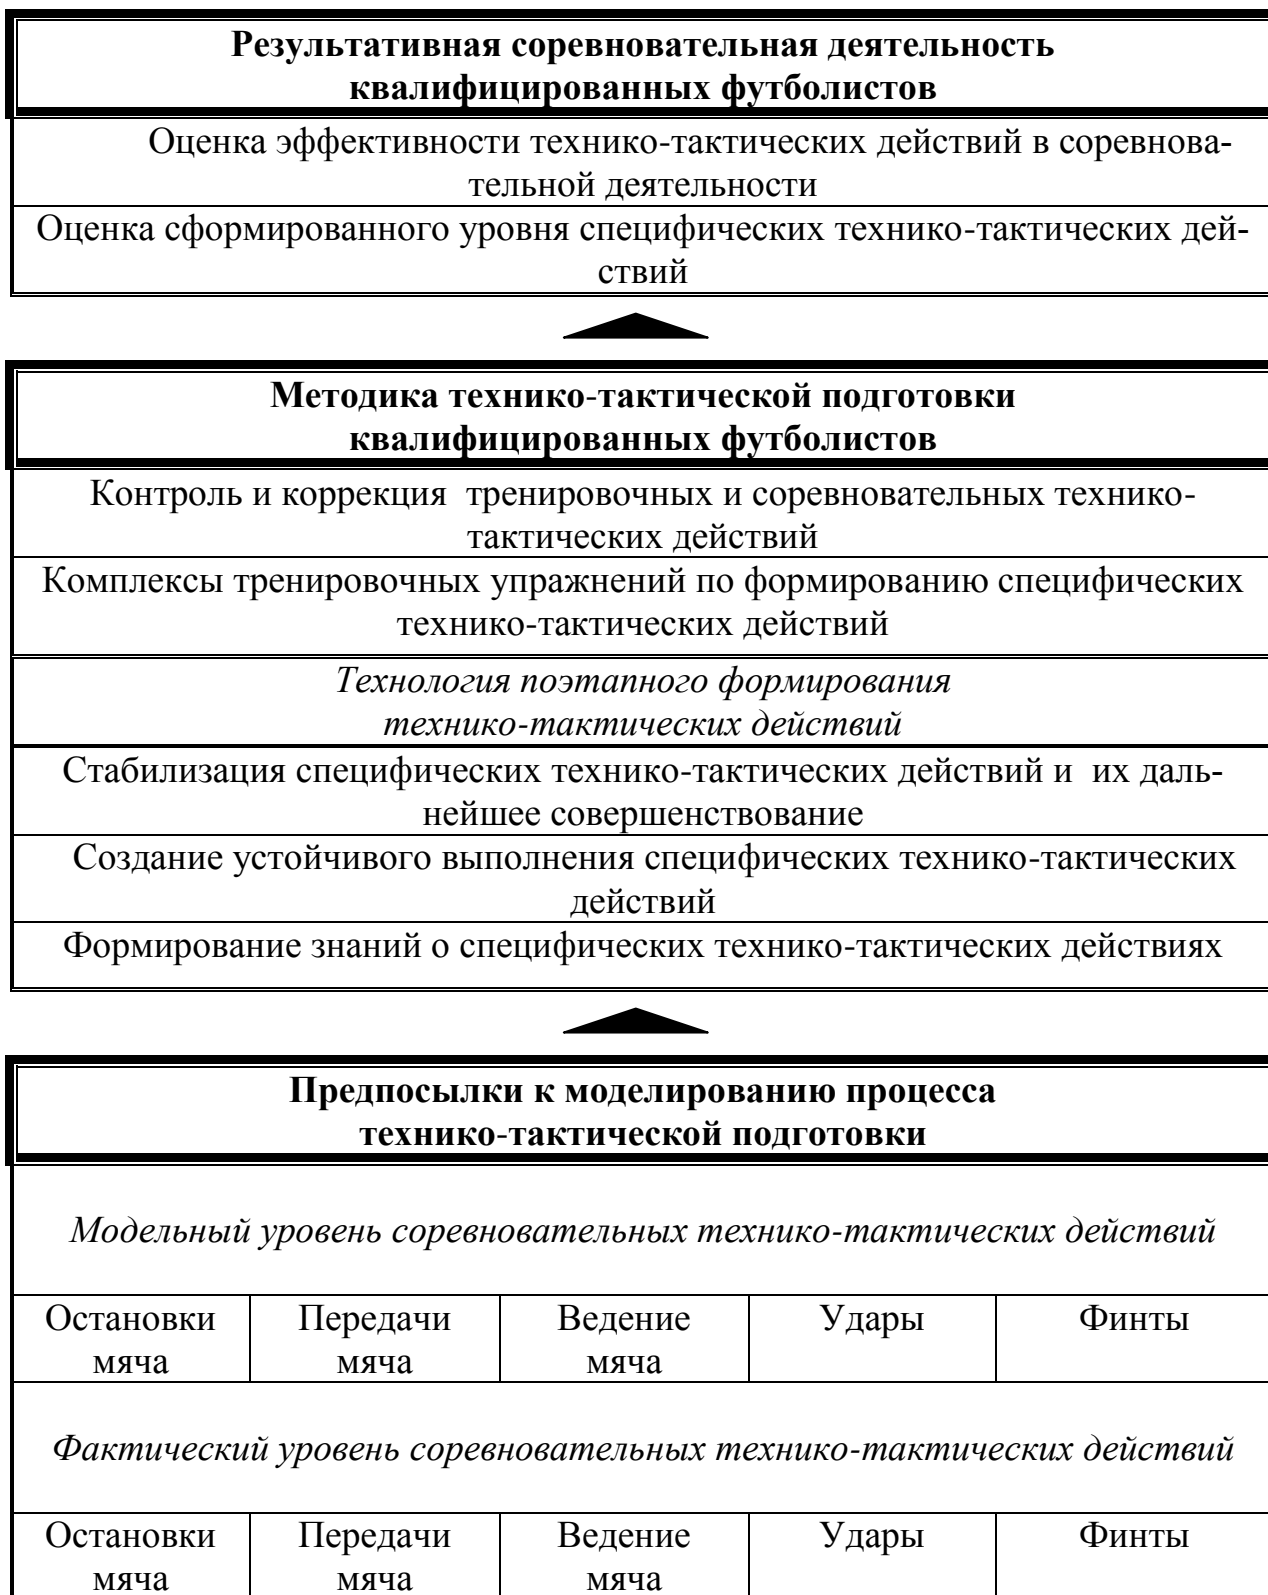 Результативная соревновательная деятельность
квалифицированных футболистов
Оценка эффективности технико-тактических действий в соревнова-
тельной деятельности
Оценка сформированного уровня специфических технико-тактических дей-
ствий
Методика технико-тактической подготовки
квалифицированных футболистов
Контроль и коррекция  тренировочных и соревновательных технико-
тактических действий
Комплексы тренировочных упражнений по формированию специфических
технико-тактических действий
Технология поэтапного формирования
технико-тактических действий
Стабилизация специфических технико-тактических действий и  их даль-
нейшее совершенствование
Создание устойчивого выполнения специфических технико-тактических
действий
Формирование знаний о специфических технико-тактических действиях
Предпосылки к моделированию процесса
технико-тактической подготовки
Модельный уровень соревновательных технико-тактических действий
Остановки Передачи Ведение Удары Финты
мяча мяча мяча
Фактический уровень соревновательных технико-тактических действий
Остановки Передачи Ведение Удары Финты
мяча мяча мяча